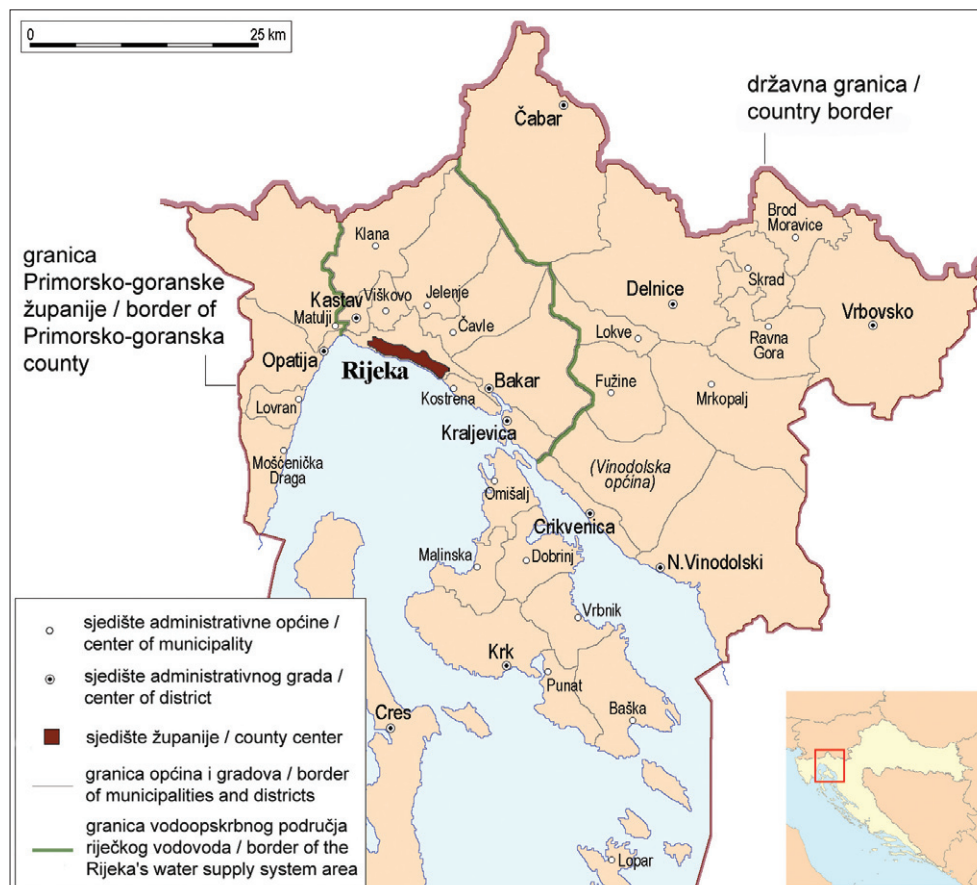 0 25 km
državna granica /
country border
granica
Primorsko-goranske
županije / border of
Primorsko-goranska
county
Čabar
Brod
Moravice
Klana
Skrad
Delnice
Vrbovsko
Viškovo
Jelenje
Kastav
Matulji
Čavle
Lokve
Ravna
Gora
Opatija
Rijeka
Kostrena
Bakar
Fužine
Mrkopalj
Lovran
Kraljevica
Mošćenička
Draga
(Vinodolska
općina)
Omišalj
Crikvenica
Malinska
Dobrinj
N.Vinodolski
Vrbnik
Krk
Punat
Baška
Cres
Lopar
sjedište administrativne općine /
center of municipality
sjedište administrativnog grada /
center of district
sjedište županije / county center
granica općina i gradova / border
of municipalities and districts
granica vodoopskrbnog područja
riječkog vodovoda / border of the
Rijeka's water supply system area